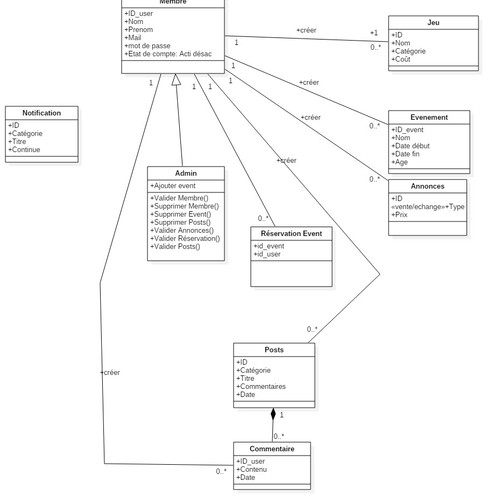 Membre
+ID_user
+Nom
+Prenom
+Mail
+mot de passe
+Etat de compte: Acti désac
+créer
1
+1
0..*
Jeu
+ID
+Nom
+Catégorie
+Coût
1
+créer
0..*
Evenement
+ID_event
+Nom
+Date début
+Date fin
+Age
1
+créer
0..*
Annonces
+ID
«vente/echange»+Type
+Prix
Notification
+ID
+Catégorie
+Titre
+Continue
Admin
+Ajouter event
+Valider Membre()
+Supprimer Membre()
+Supprimer Event()
+Supprimer Posts()
+Valider Annonces()
+Valider Réservation()
+Valider Posts()
1
0..*
Réservation Event
+id_event
+id_user
1
+créer
0..*
Posts
+ID
+Catégorie
+Titre
+Commentaires
+Date
1
0..*
1
+créer
0..*
Commentaire
+ID_user
+Contenu
+Date